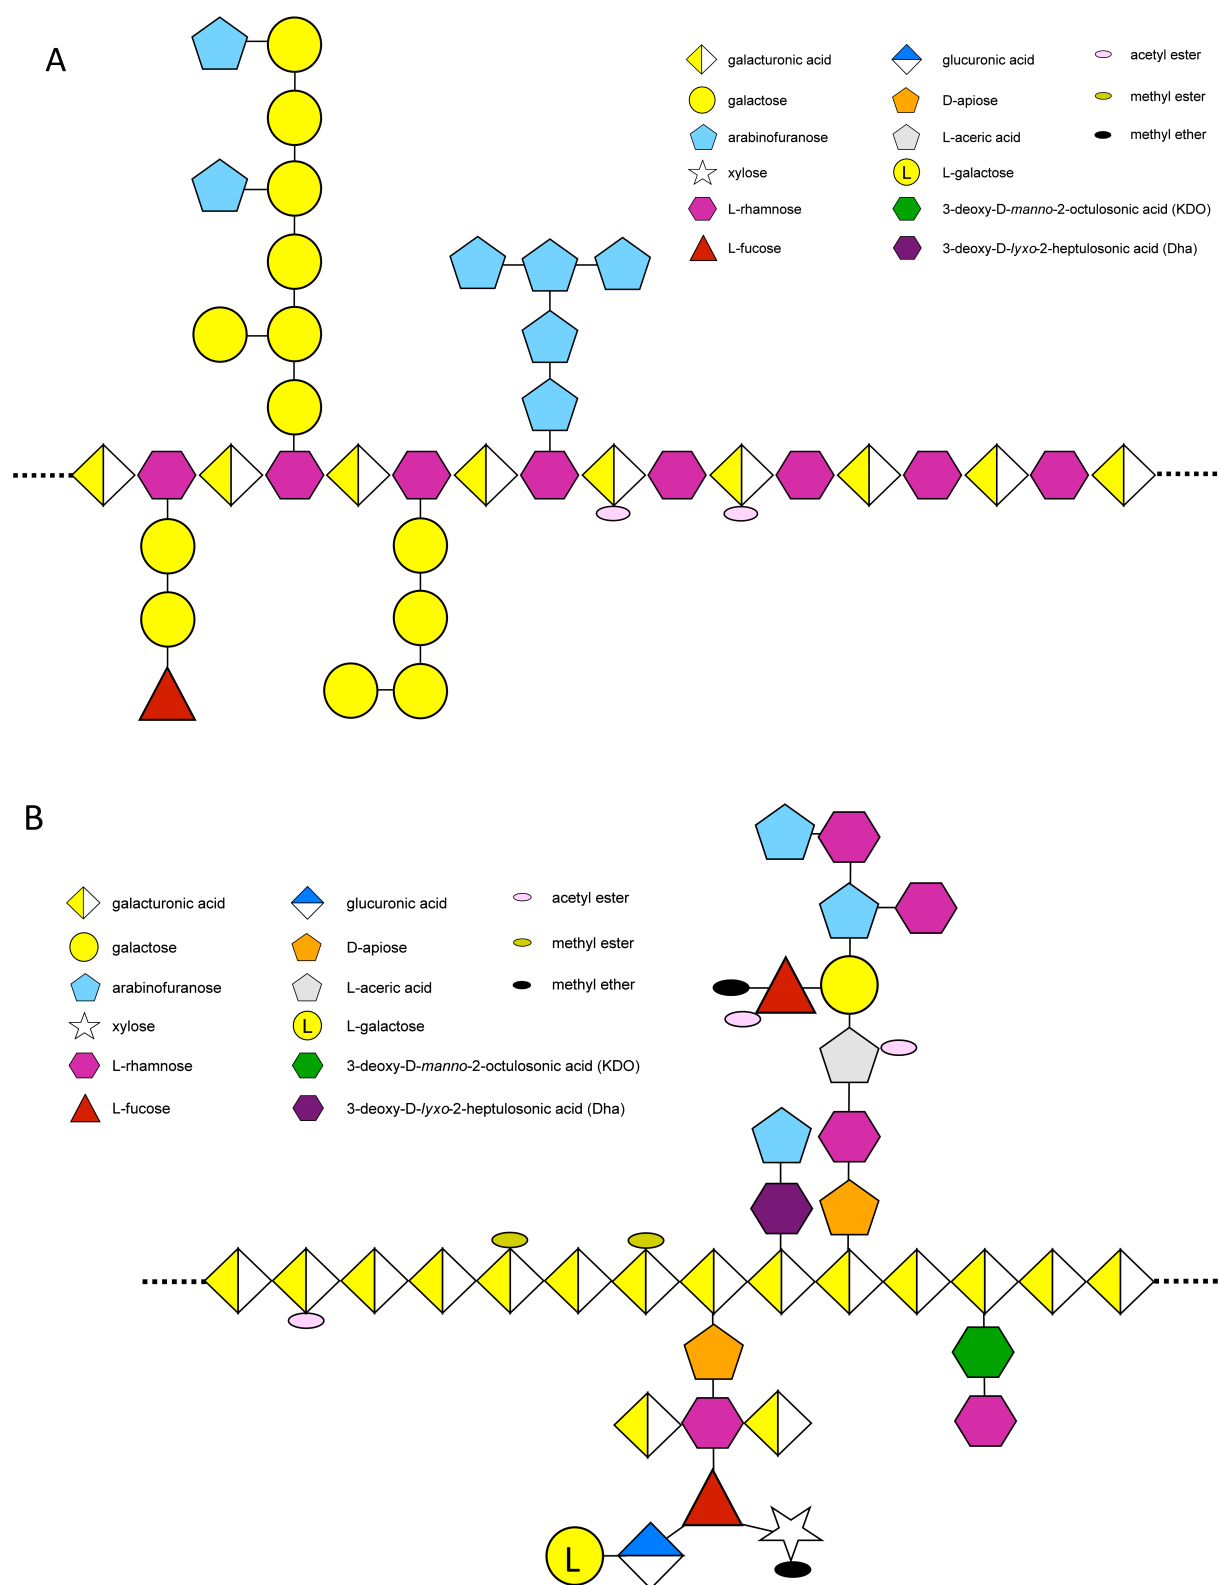 A
galacturonic acid
galactose
arabinofuranose
xylose
L-rhamnose
L-fucose
glucuronic acid
D-apiose
L-aceric acid
L
L-galactose
3-deoxy-D-manno-2-octulosonic acid (KDO)
3-deoxy-D-lyxo-2-heptulosonic acid (Dha)
acetyl ester
methyl ester
methyl ether
B
galacturonic acid
galactose
arabinofuranose
xylose
L-rhamnose
L-fucose
glucuronic acid
D-apiose
L-aceric acid
L
L-galactose
3-deoxy-D-manno-2-octulosonic acid (KDO)
3-deoxy-D-lyxo-2-heptulosonic acid (Dha)
acetyl ester
methyl ester
methyl ether
L